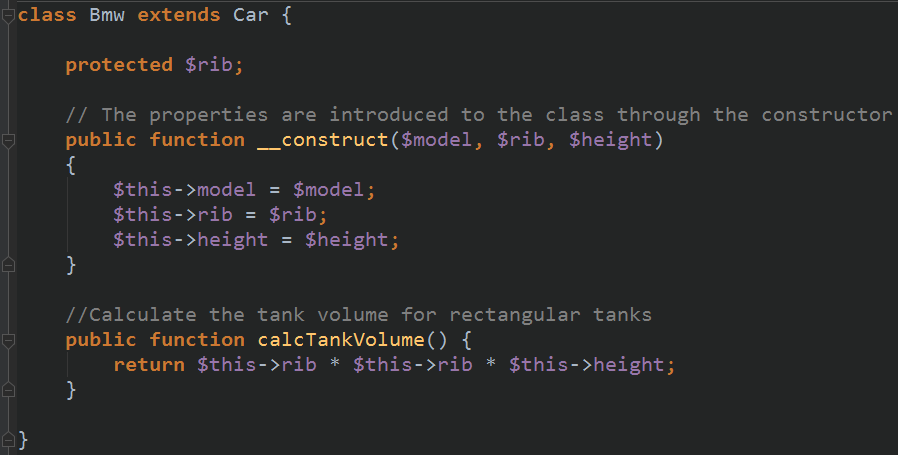 class Bmw extends Car {
protected $rib;
// The properties are introduced to the class through the constructor
public function __construct($model, $rib, $height)
{
$this->model = $model;
$this->rib = $rib;
$this->height = $height;
}
//Calculate the tank volume for rectangular tanks
public function calcTankVolume() {
return $this->rib * $this->rib * $this->height;
}
}